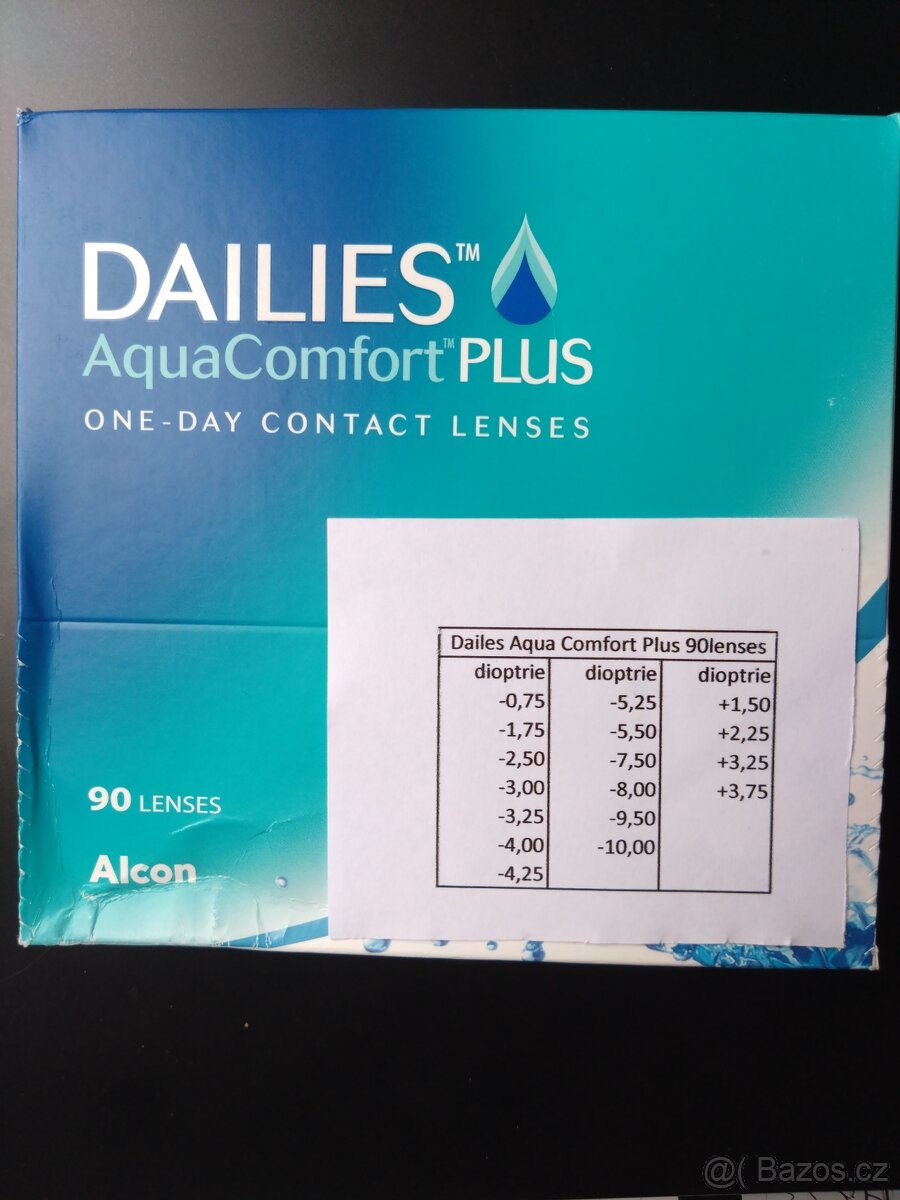 DAILIES™
AquaComfort™ PLUS
ONE-DAY CONTACT LENSES
90 LENSES
Alcon
Dailes Aqua Comfort Plus 90lenses
dioptrie dioptrie dioptrie
-0,75 -5,25 +1,50
-1,75 -5,50 +2,25
-2,50 -7,50 +3,25
-3,00 -8,00 +3,75
-3,25 -9,50
-4,00 -10,00
-4,25
@( Bazos.cz